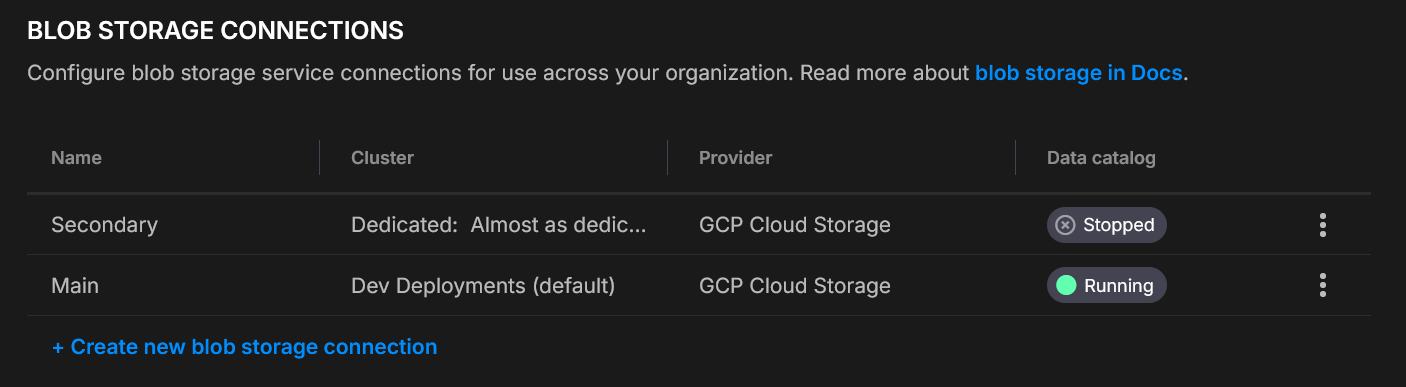 BLOB STORAGE CONNECTIONS
Configure blob storage service connections for use across your organization. Read more about blob storage in Docs.
Name Cluster Provider Data catalog
Secondary Dedicated: Almost as dedic... GCP Cloud Storage Stopped
Main Dev Deployments (default) GCP Cloud Storage Running
+ Create new blob storage connection